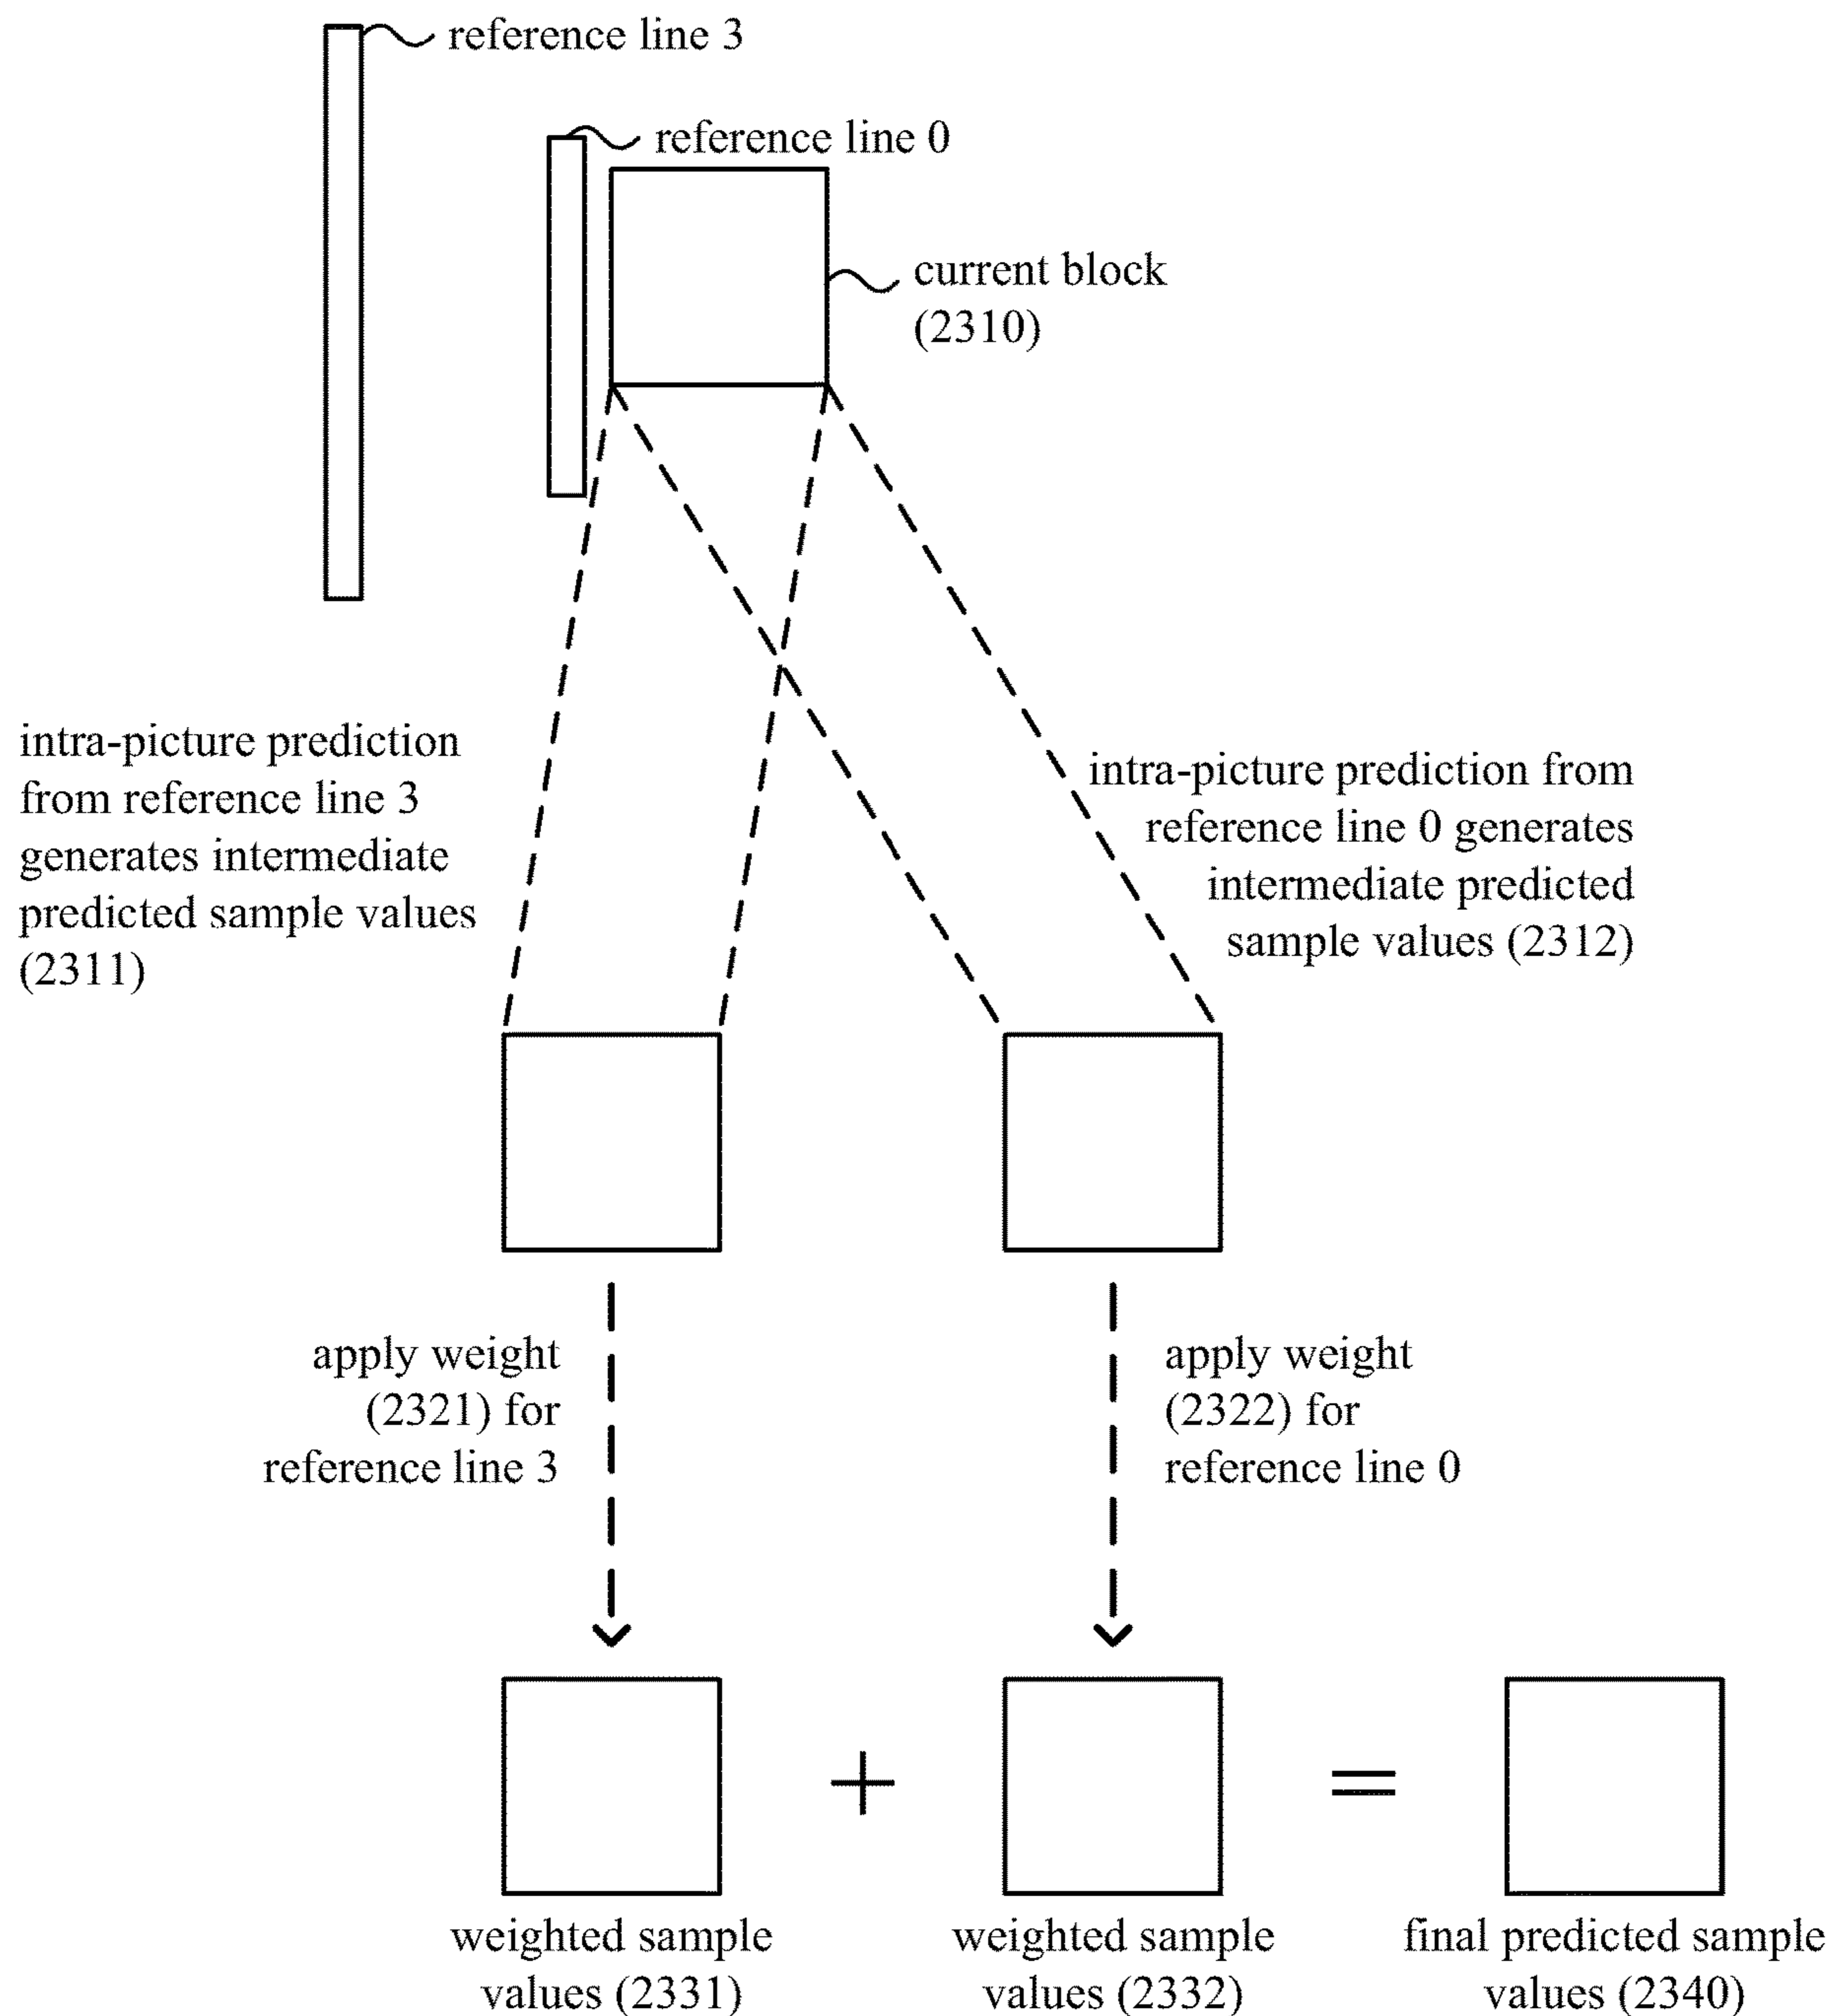 reference line 3
reference line 0
current block
(2310)
intra-picture prediction
from reference line 3
generates intermediate
predicted sample values
(2311)
intra-picture prediction from
reference line 0 generates
intermediate predicted
sample values (2312)
apply weight
(2321) for
reference line 3
apply weight
(2322) for
reference line 0
+
=
weighted sample
values (2331)
weighted sample
values (2332)
final predicted sample
values (2340)